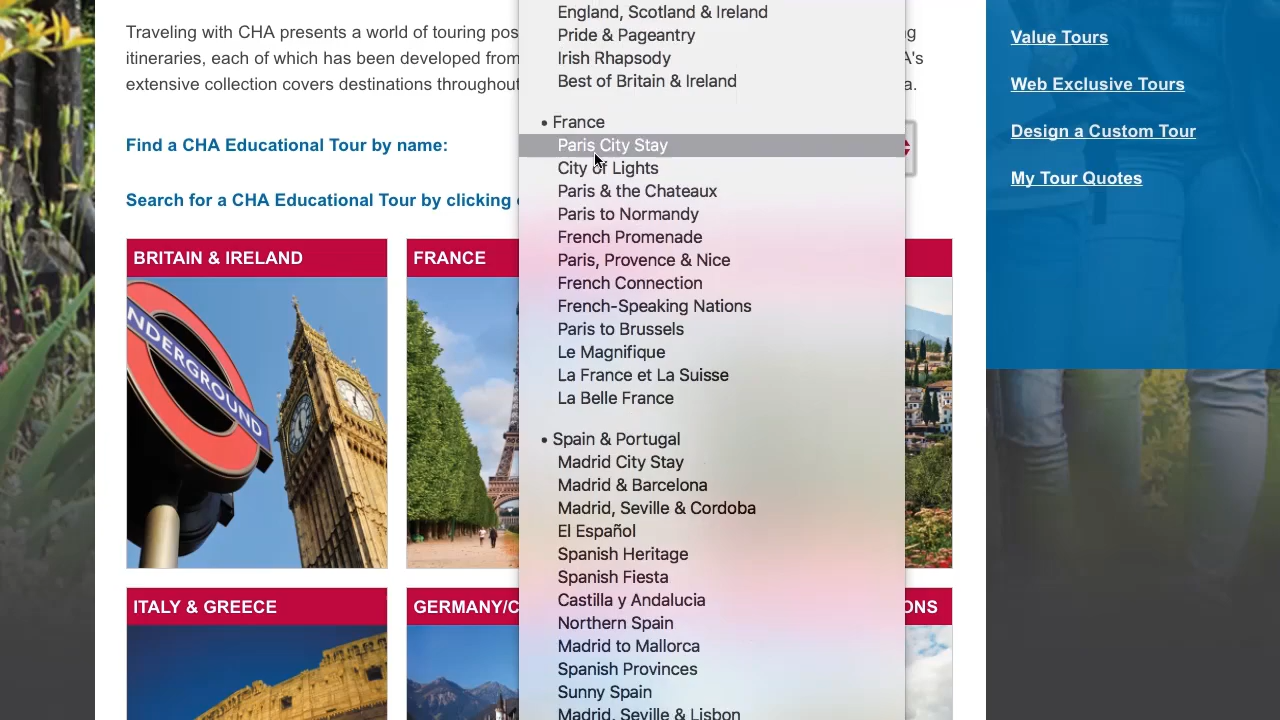 Traveling with CHA presents a world of touring pos
itineraries, each of which has been developed from
extensive collection covers destinations throughout
Find a CHA Educational Tour by name:
Search for a CHA Educational Tour by clicking
BRITAIN & IRELAND
FRANCE
UNDERGROUND
ITALY & GREECE
GERMANY/C
England, Scotland & Ireland
Pride & Pageantry
Irish Rhapsody
Best of Britain & Ireland
• France
Paris City Stay
City of Lights
Paris & the Chateaux
Paris to Normandy
French Promenade
Paris, Provence & Nice
French Connection
French-Speaking Nations
Paris to Brussels
Le Magnifique
La France et La Suisse
La Belle France
• Spain & Portugal
Madrid City Stay
Madrid & Barcelona
Madrid, Seville & Cordoba
El Español
Spanish Heritage
Spanish Fiesta
Castilla y Andalucia
Northern Spain
Madrid to Mallorca
Spanish Provinces
Sunny Spain
Madrid, Seville & Lisbon
g
A's
a.
ONS
Value Tours
Web Exclusive Tours
Design a Custom Tour
My Tour Quotes